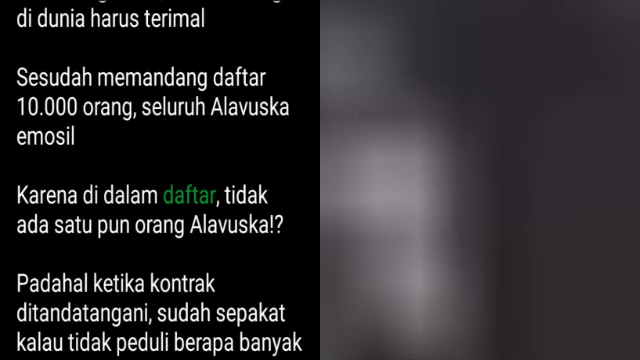 di dunia harus terimal
Sesudah memandang daftar
10.000 orang, seluruh Alavuska
emosil
Karena di dalam daftar, tidak
ada satu pun orang Alavuska!?
Padahal ketika kontrak
ditandatangani, sudah sepakat
kalau tidak peduli berapa banyak